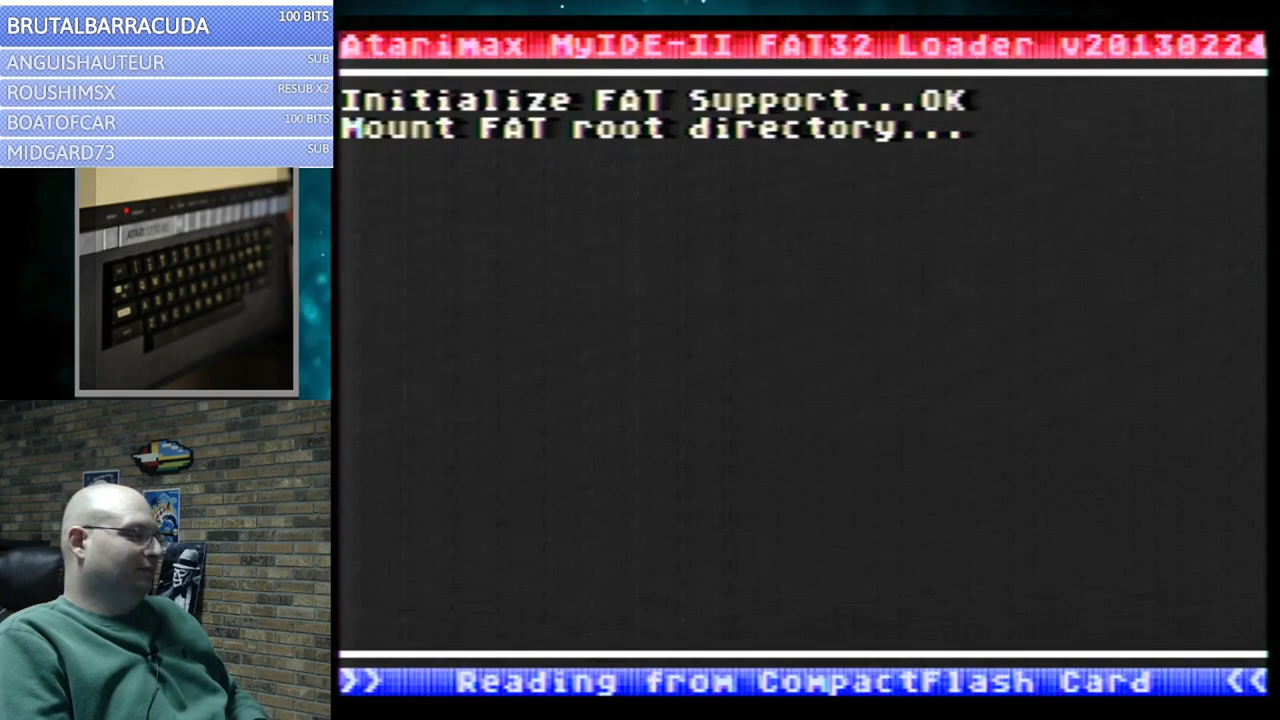 BRUTALBARRACUDA 100 BITS
ANGUISHAUTEUR SUB
ROUSHIMSX RESUB X2
BOATOFCAR 100 BITS
MIDGARD73 SUB
Atarimax MyIDE-II FAT32 Loader v20130224
Initialize FAT Support...OK
Mount FAT root directory...
>> Reading from CompactFlash Card <<